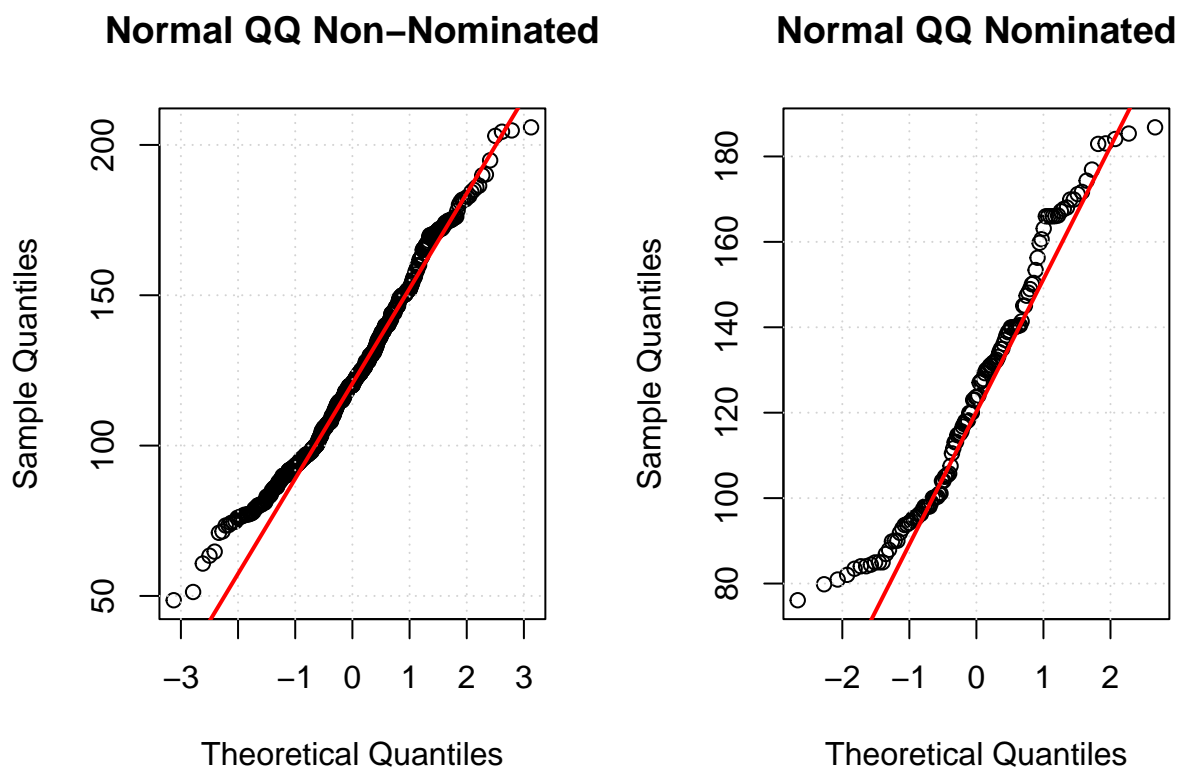 Normal QQ Non−Nominated
Sample Quantiles
200
150
100
50
−3 −1 0 1 2 3
Theoretical Quantiles
Normal QQ Nominated
Sample Quantiles
180
160
140
120
100
80
−2 −1 0 1 2
Theoretical Quantiles